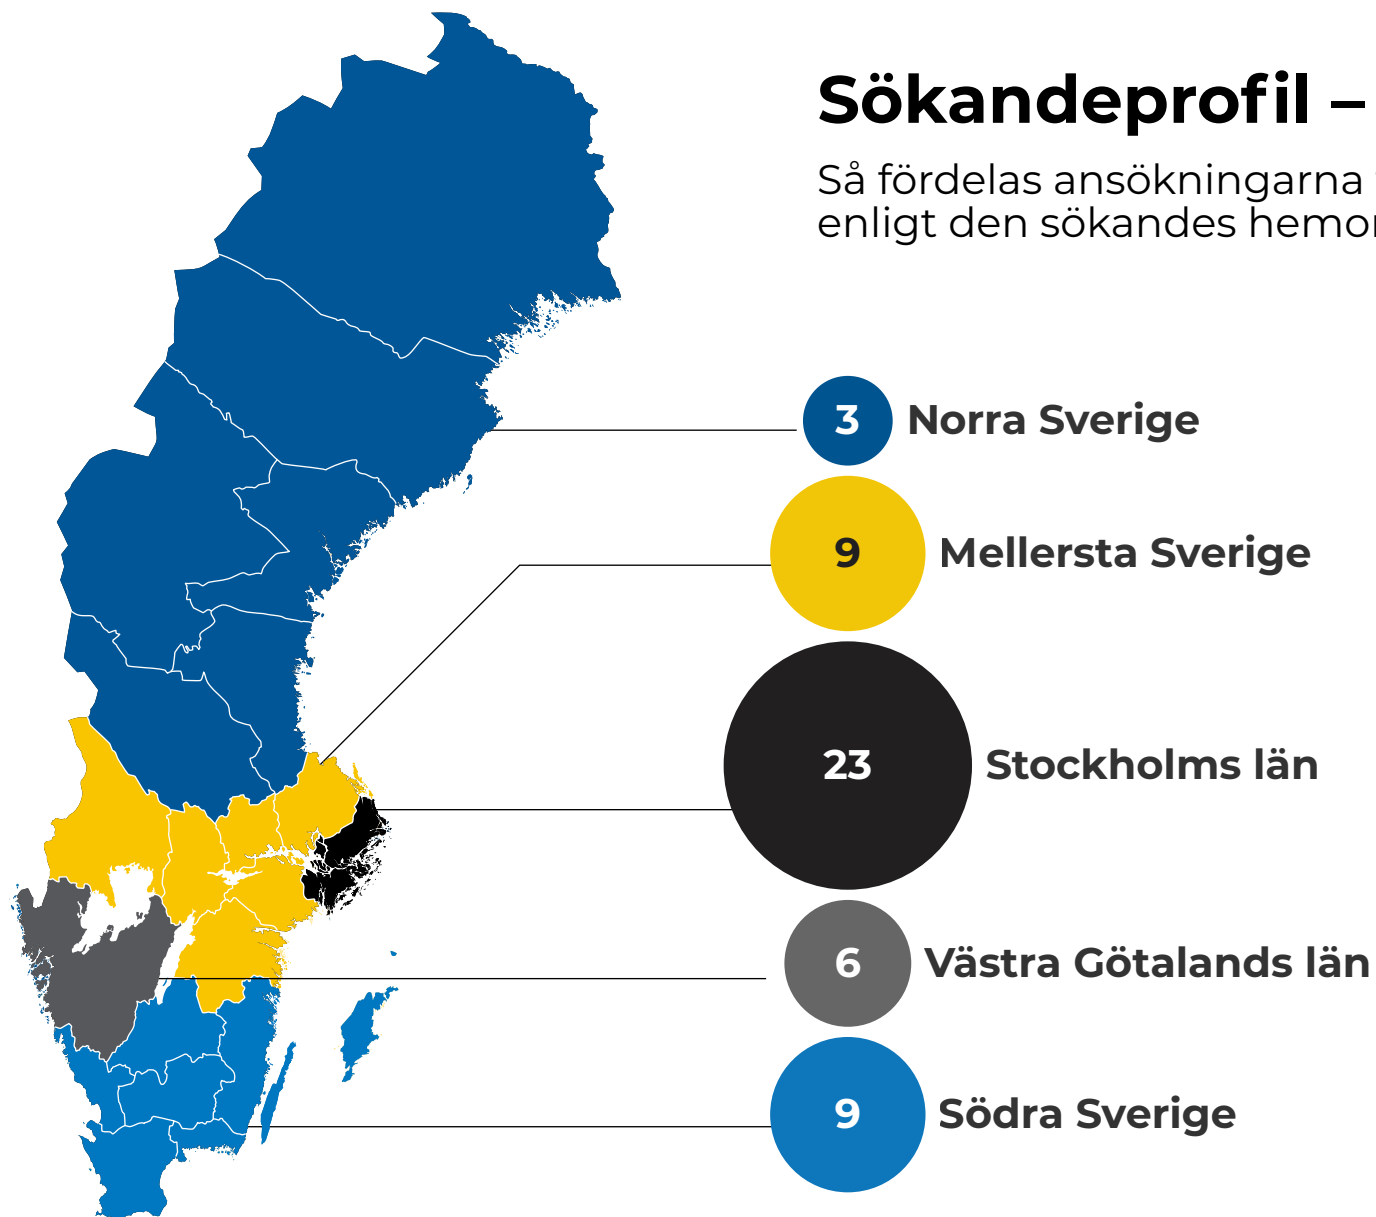 Sökandeprofil –
Så fördelas ansökningarna
enligt den sökandes
3 Norra Sverige
9 Mellersta Sverige
23 Stockholms län
6 Västra Götalands län
9 Södra Sverige